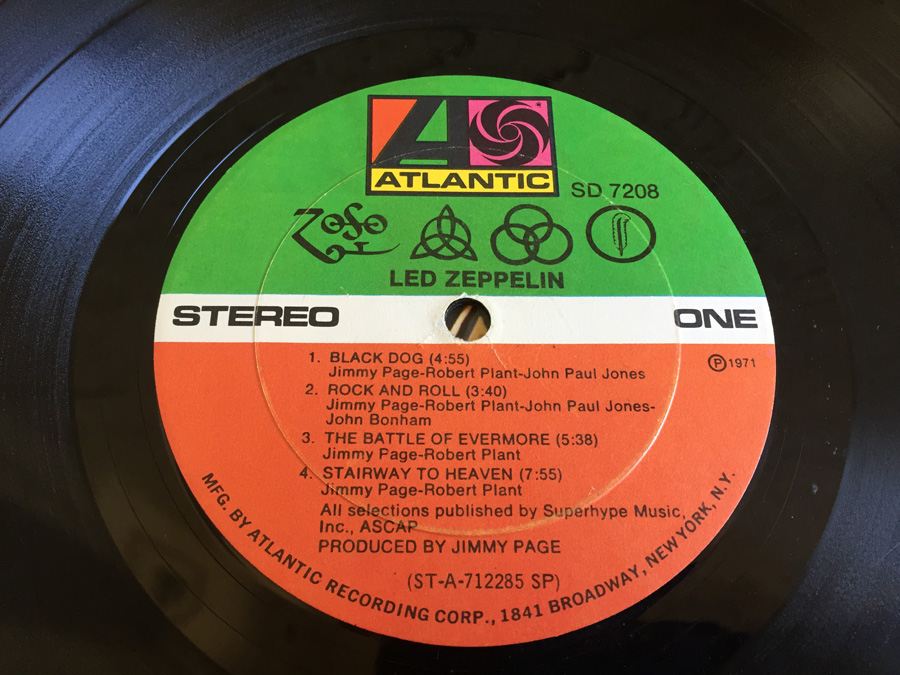 ATLANTIC
SD 7208
LED ZEPPELIN
STEREO
ONE
℗ 1971
1. BLACK DOG (4:55)
Jimmy Page-Robert Plant-John Paul Jones
2. ROCK AND ROLL (3:40)
Jimmy Page-Robert Plant-John Paul Jones-
John Bonham
3. THE BATTLE OF EVERMORE (5:38)
Jimmy Page-Robert Plant
4. STAIRWAY TO HEAVEN (7:55)
Jimmy Page-Robert Plant
All selections published by Superhype Music,
Inc., ASCAP
PRODUCED BY JIMMY PAGE
(ST-A-712285 SP)
MFG. BY ATLANTIC RECORDING CORP., 1841 BROADWAY, NEW YORK, N.Y.